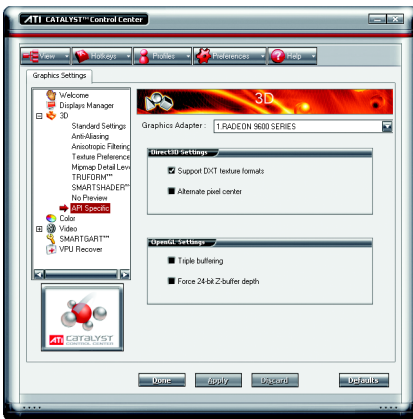 ATI CATALYST™ Control Center
View Hotkeys Profiles Preferences Help
Graphics Settings
Welcome
Displays Manager
3D
Standard Settings
Anti-Aliasing
Anisotropic Filtering
Texture Preference
Mipmap Detail Leve
TRUFORM™
SMARTSHADER™
No Preview
API Specific
Color
Video
SMARTGART™
VPU Recover
3D
Graphics Adapter : 1.RADEON 9600 SERIES
Direct3D Settings
Support DXT texture formats
Alternate pixel center
OpenGL Settings
Triple buffering
Force 24-bit Z-buffer depth
ATI CATALYST
CONTROL CENTER
Done Apply Discard Defaults